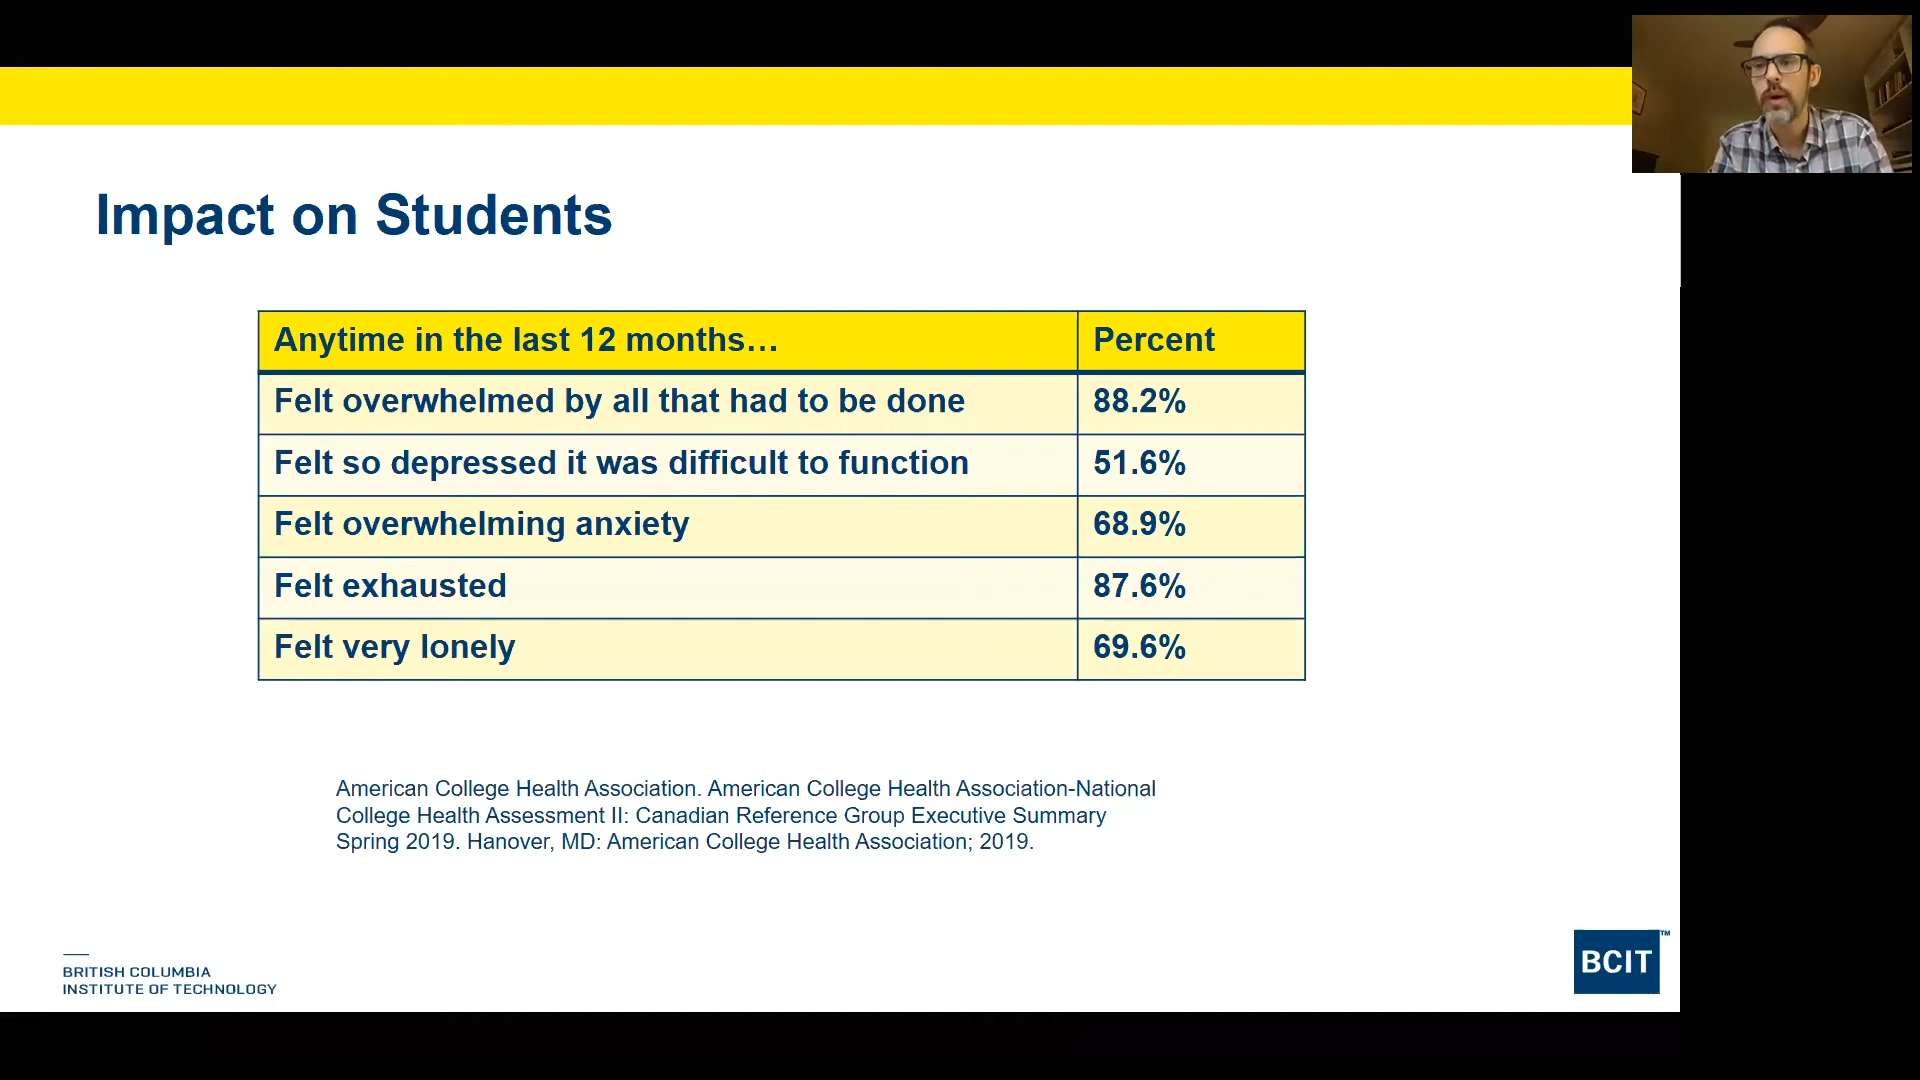 Impact on Students
Anytime in the last 12 months… Percent
Felt overwhelmed by all that had to be done 88.2%
Felt so depressed it was difficult to function 51.6%
Felt overwhelming anxiety 68.9%
Felt exhausted 87.6%
Felt very lonely 69.6%
American College Health Association. American College Health Association-National
College Health Assessment II: Canadian Reference Group Executive Summary
Spring 2019. Hanover, MD: American College Health Association; 2019.
BRITISH COLUMBIA
INSTITUTE OF TECHNOLOGY
BCIT™